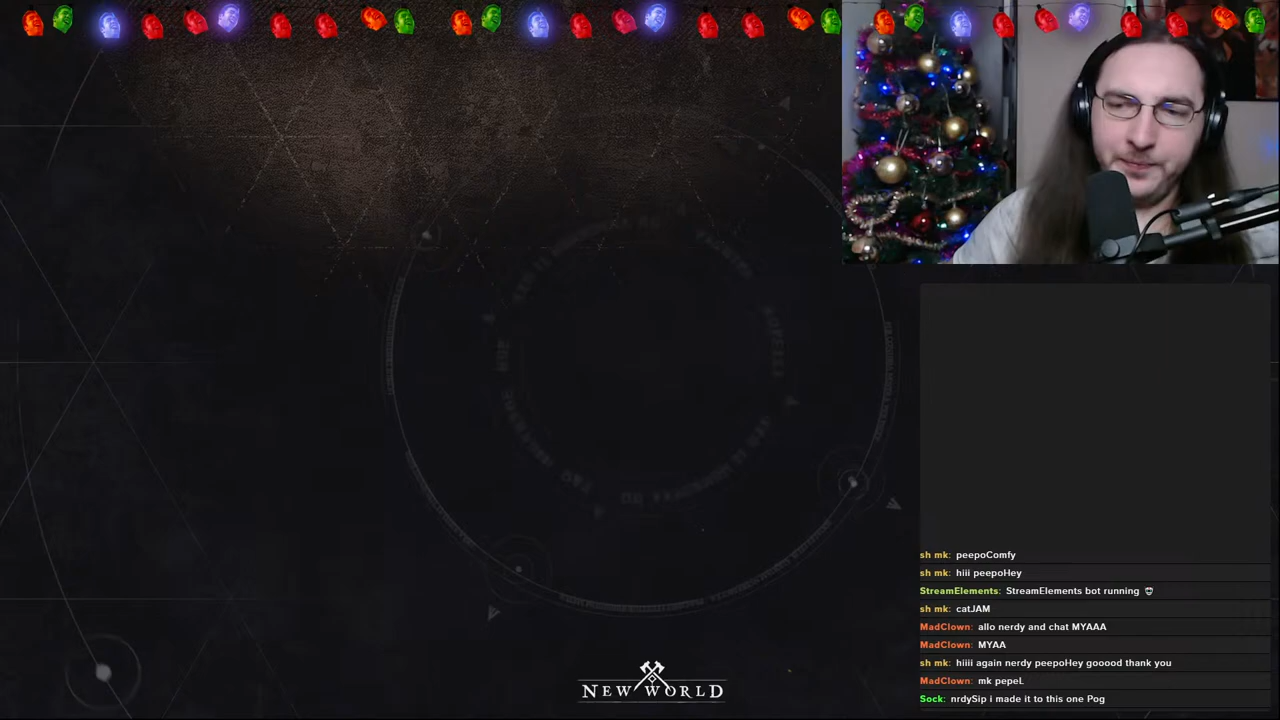 sh mk: peepoComfy
sh mk: hiii peepoHey
StreamElements: StreamElements bot running
sh mk: catJAM
MadClown: allo nerdy and chat MYAAA
MadClown: MYAA
sh mk: hiiii again nerdy peepoHey gooood thank you
MadClown: mk pepeL
Sock: nrdySip i made it to this one Pog
NEW WORLD